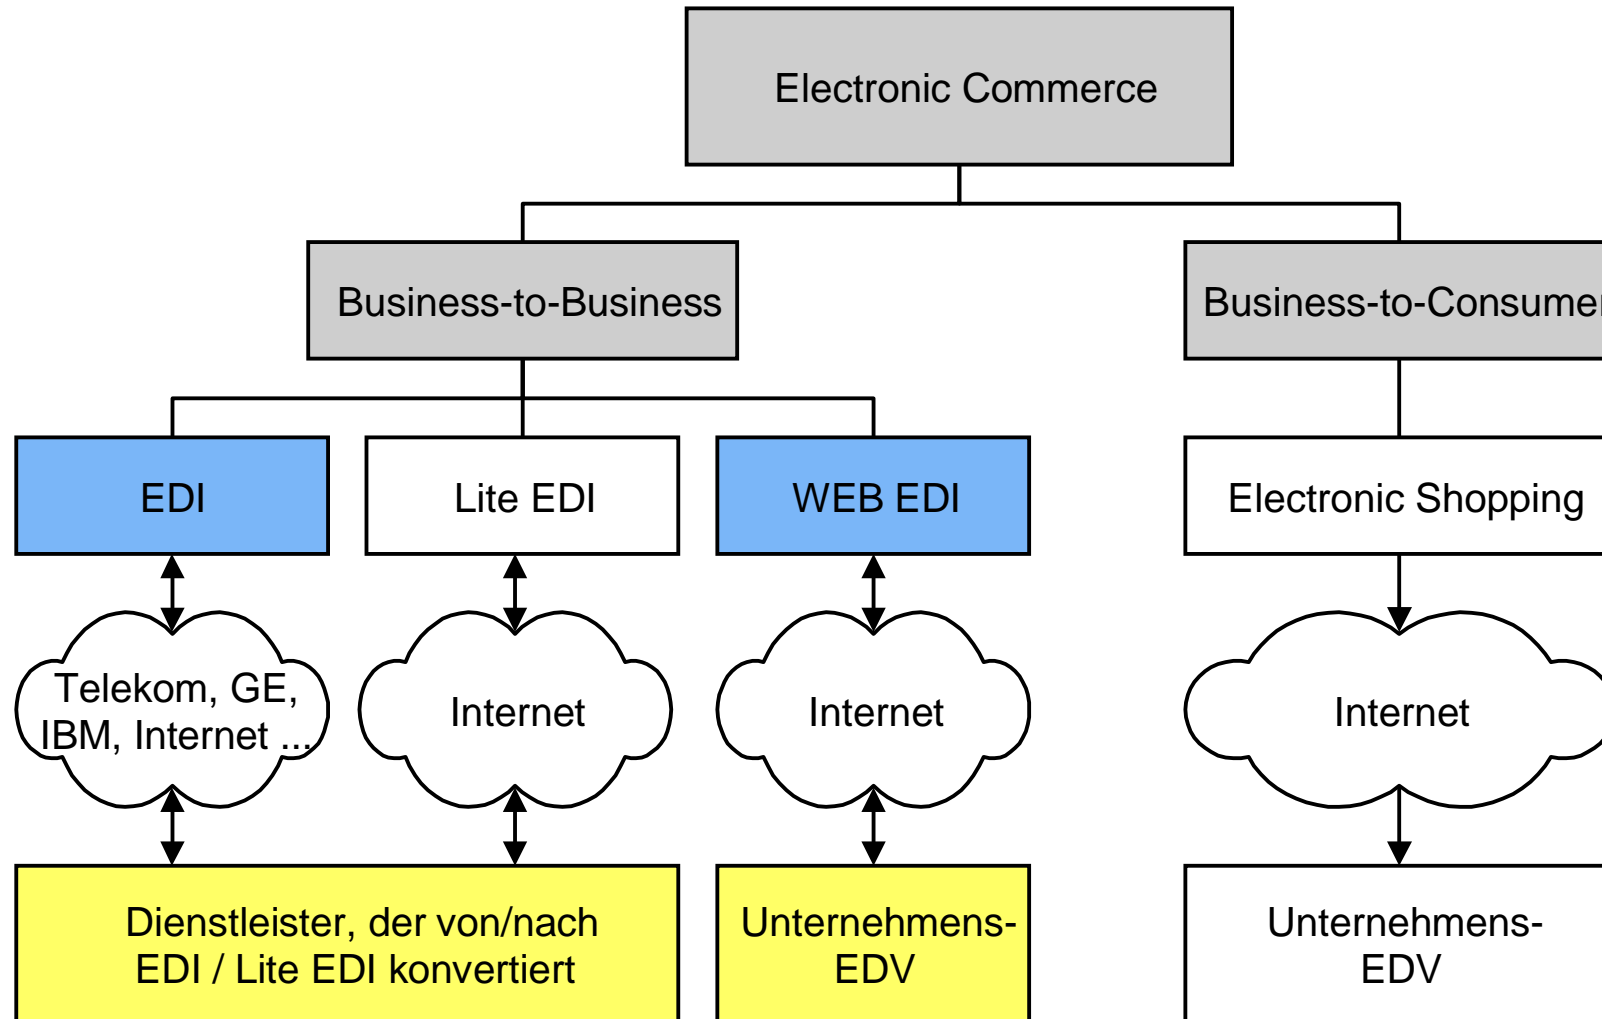 Electronic Commerce
Business-to-Business
Business-to-Consumer
EDI
Lite EDI
WEB EDI
Electronic Shopping
Telekom, GE,
IBM, Internet ...
Internet
Internet
Internet
Dienstleister, der von/nach
EDI / Lite EDI konvertiert
Unternehmens-
EDV
Unternehmens-
EDV